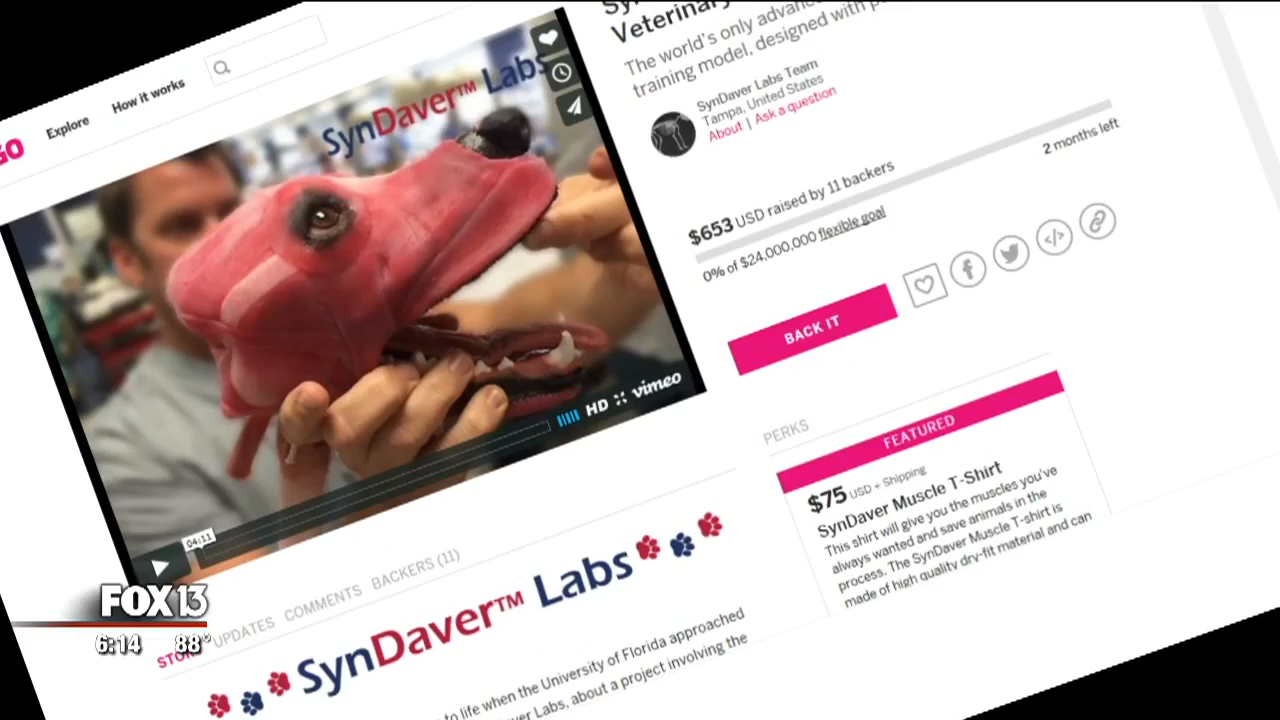 GO
Explore
How it works
SynDaver™ Labs
04:11
HD
vimeo
Veterinary
The world's only advanced
training model, designed with
SynDaver Labs Team
Tampa, United States
About | Ask a question
$653 USD raised by 11 backers
0% of $24,000,000 flexible goal
2 months left
BACK IT
PERKS
FEATURED
$75 USD + Shipping
SynDaver Muscle T-Shirt
This shirt will give you the muscles you've
always wanted and save animals in the
process. The SynDaver Muscle T-shirt is
made of high quality dry-fit material and can
UPDATES COMMENTS BACKERS (11)
SynDaver™ Labs
to life when the University of Florida approached
Labs, about a project involving the
FOX 13
6:14 88°